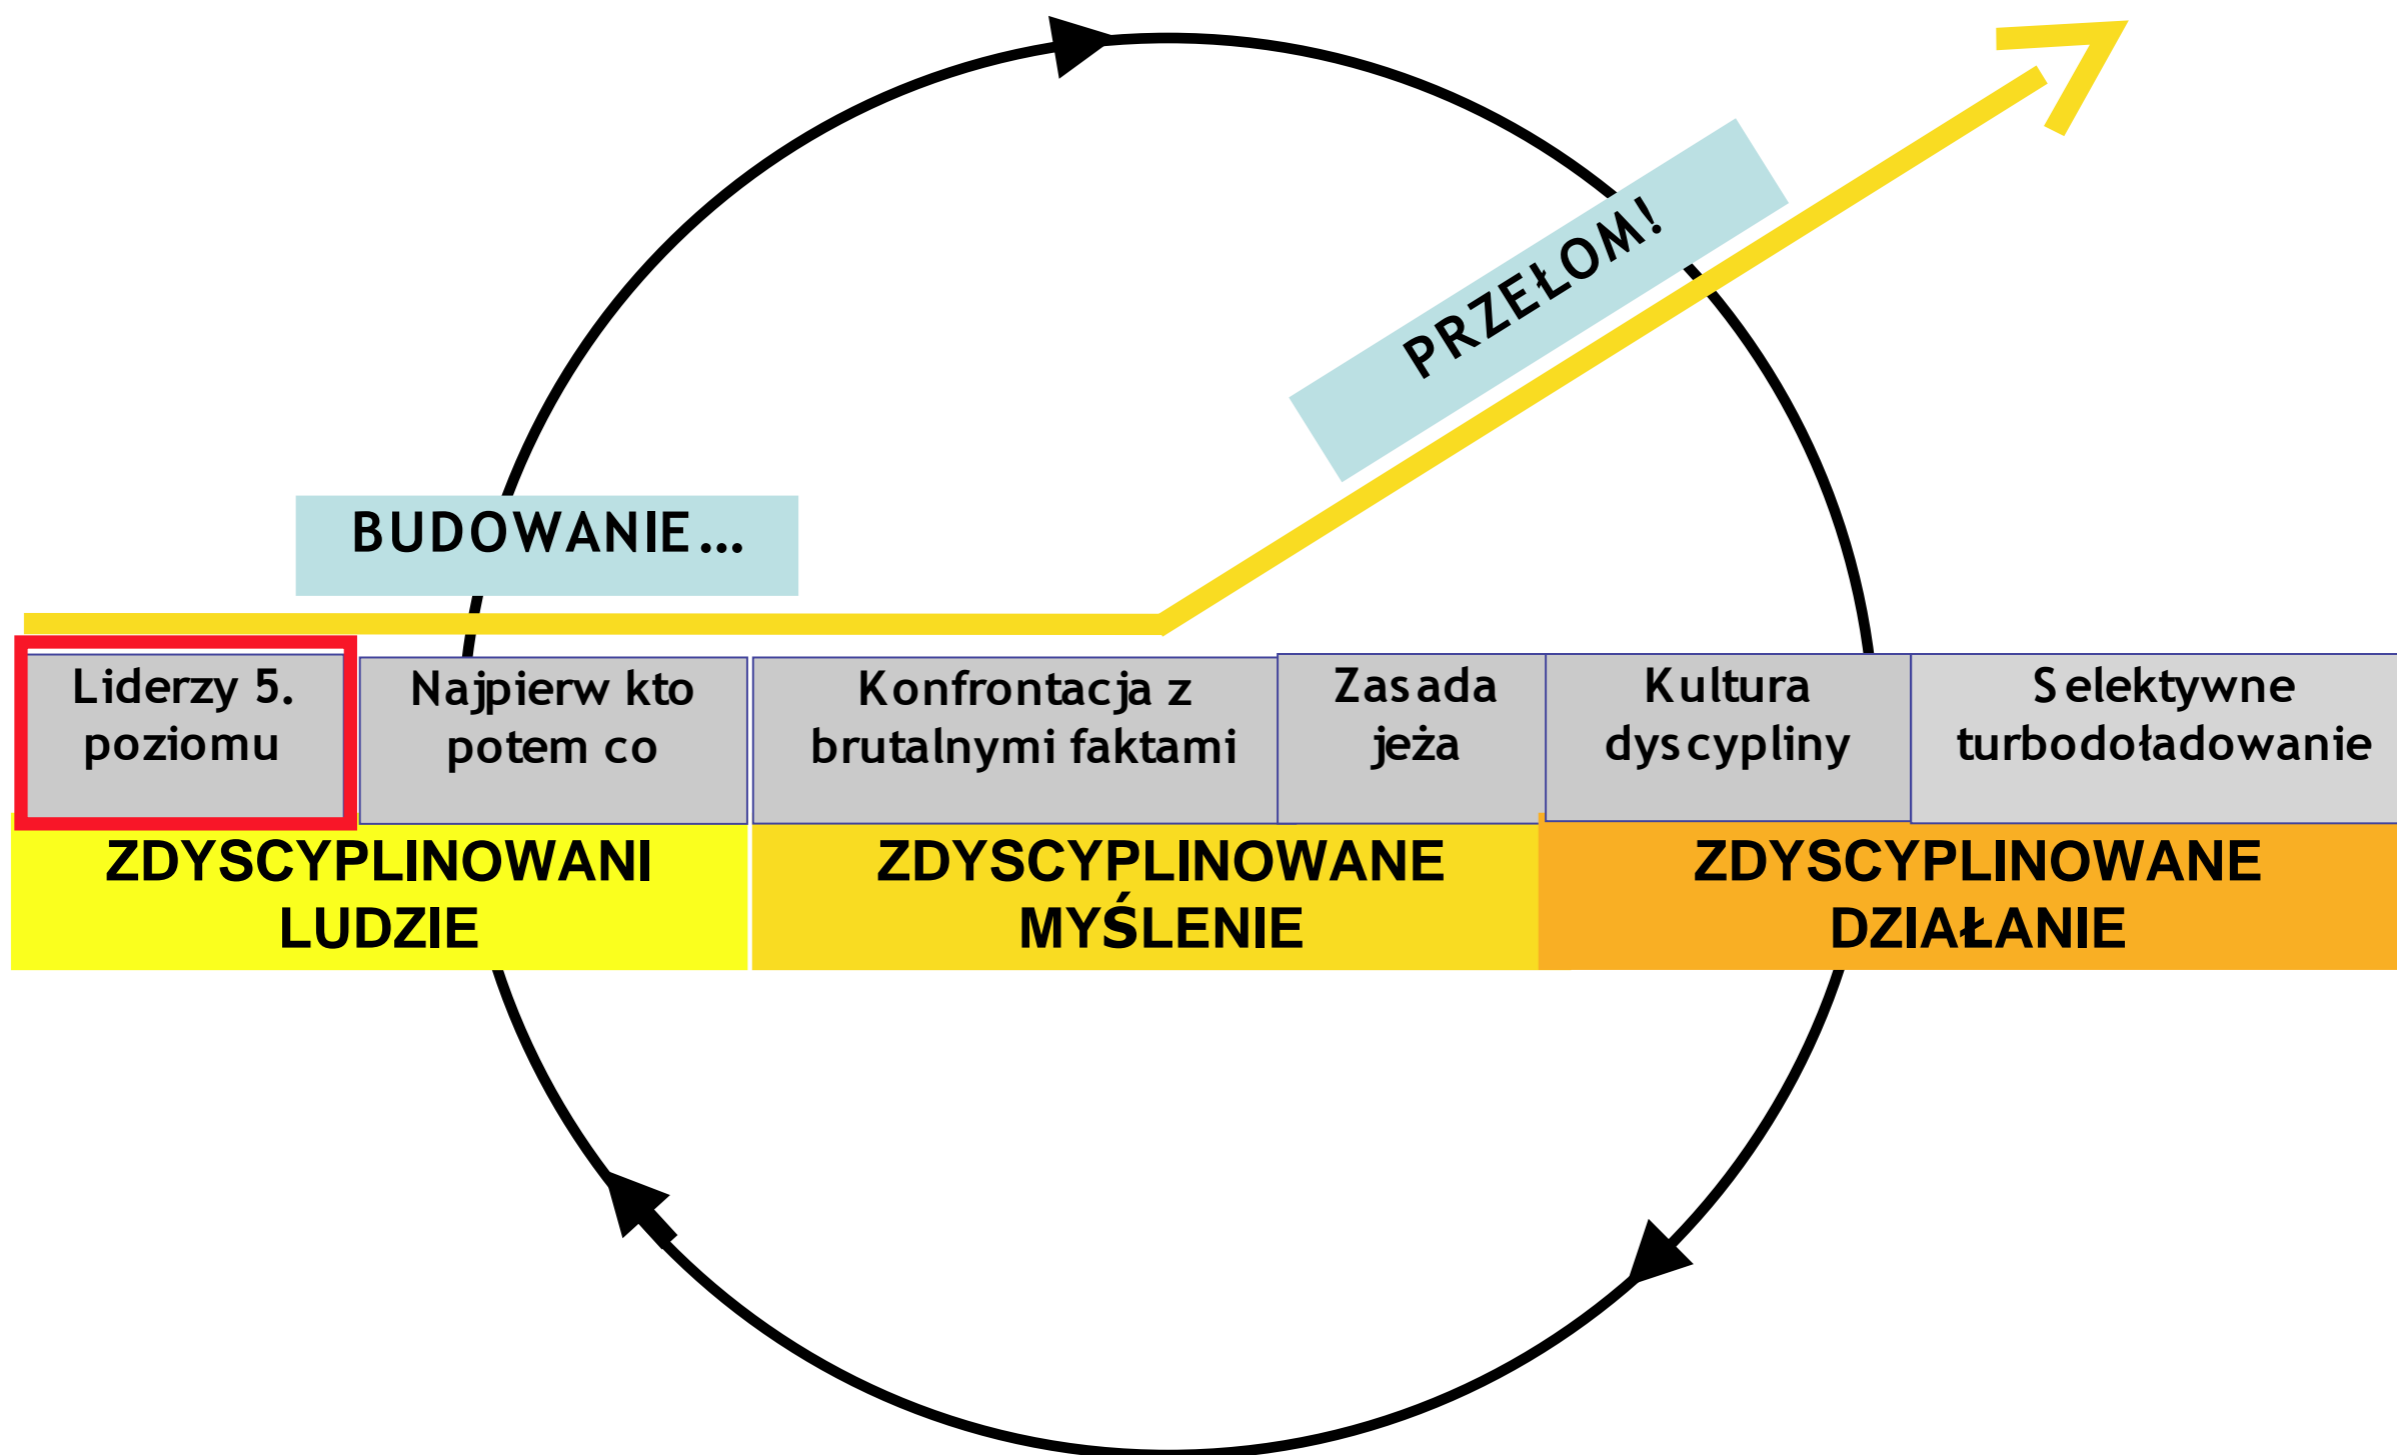 PRZEŁOM!
BUDOWANIE...
Liderzy 5.
poziomu
Najpierw kto
potem co
Konfrontacja z
brutalnymi faktami
Zasada
jeża
Kultura
dyscypliny
Selektywne
turbodoładowanie
ZDYSCYPLINOWANI
LUDZIE
ZDYSCYPLINOWANE
MYŚLENIE
ZDYSCYPLINOWANE
DZIAŁANIE